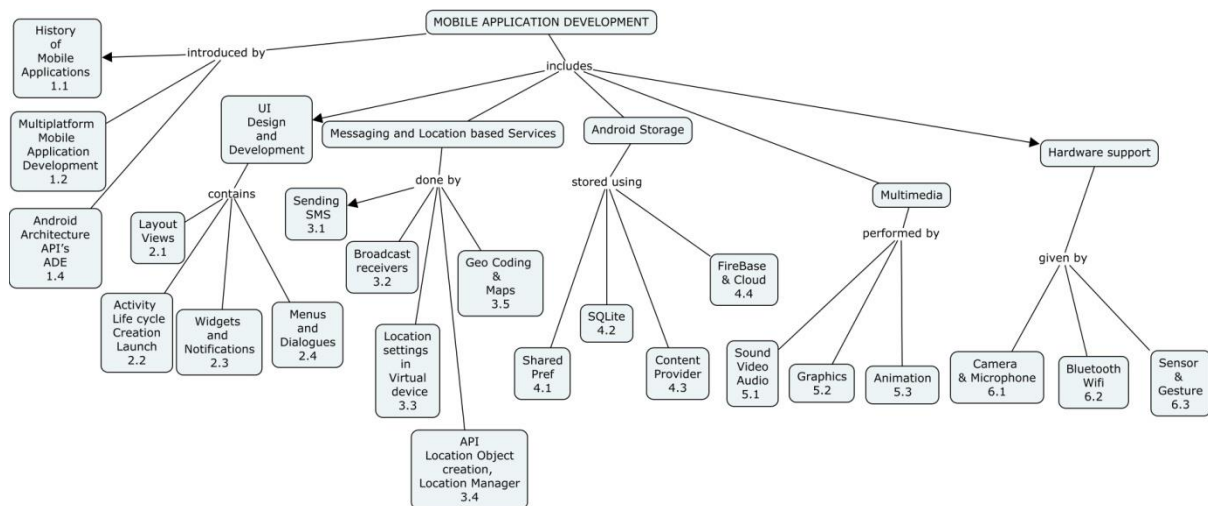 MOBILE APPLICATION DEVELOPMENT
introduced by
includes
History
of
Mobile
Applications
1.1
Multiplatform
Mobile
Application
Development
1.2
Android
Architecture
API's
ADE
1.4
UI
Design
and
Development
contains
Layout
Views
2.1
Activity
Life cycle
Creation
Launch
2.2
Widgets
and
Notifications
2.3
Menus
and
Dialogues
2.4
Messaging and Location based Services
done by
Sending
SMS
3.1
Broadcast
receivers
3.2
Location
settings
in
Virtual
device
3.3
API
Location Object
creation,
Location Manager
3.4
Geo Coding
&
Maps
3.5
Android Storage
stored using
Shared
Pref
4.1
SQLite
4.2
Content
Provider
4.3
FireBase
& Cloud
4.4
Multimedia
performed by
Sound
Video
Audio
5.1
Graphics
5.2
Animation
5.3
Hardware support
given by
Camera
& Microphone
6.1
Bluetooth
Wifi
6.2
Sensor
&
Gesture
6.3